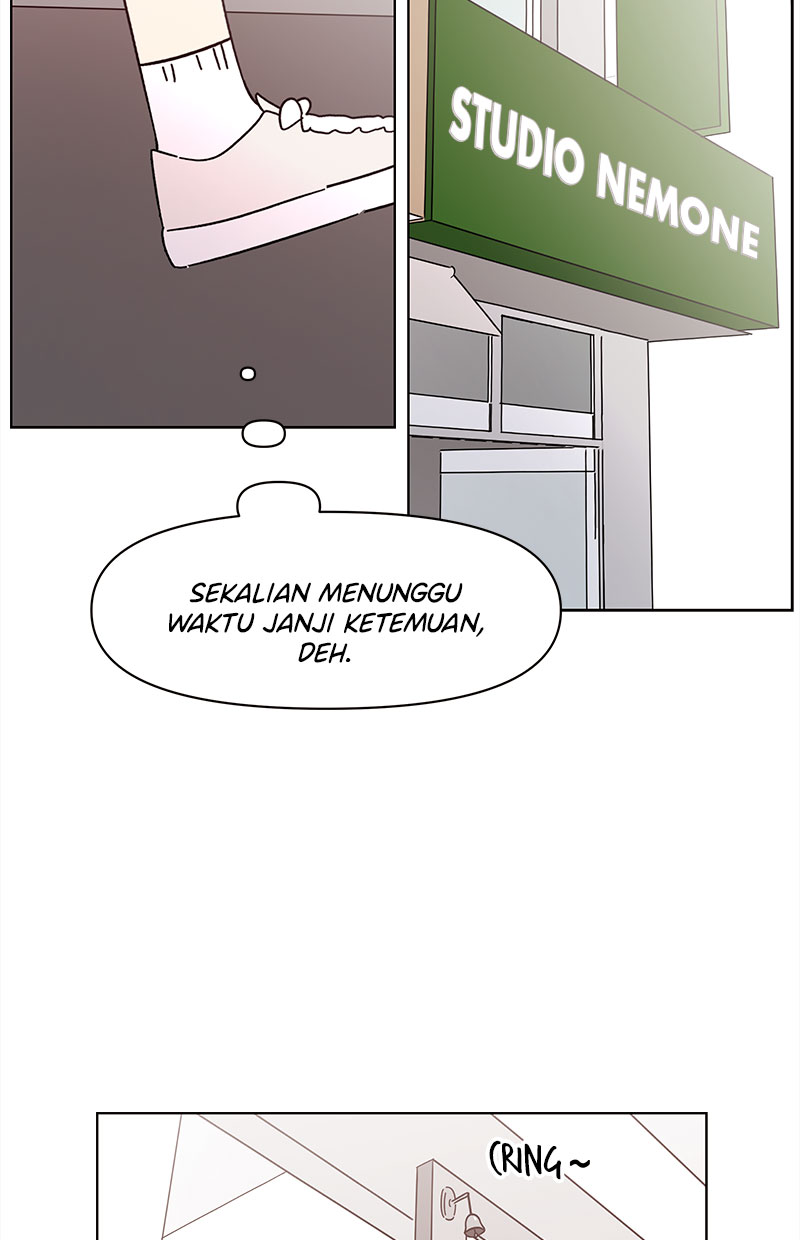 STUDIO NEMONE
SEKALIAN MENUNGGU
WAKTU JANJI KETEMUAN,
DEH.
CRING~